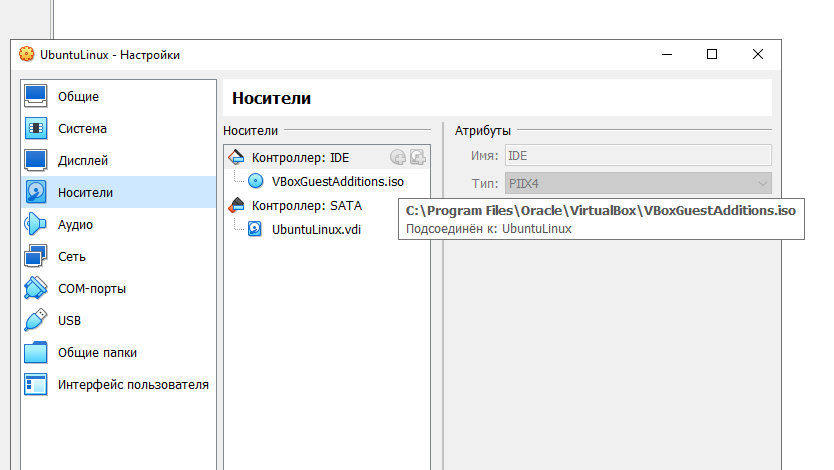 UbuntuLinux - Настройки
Общие
Система
Дисплей
Носители
Аудио
Сеть
COM-порты
USB
Общие папки
Интерфейс пользователя
Носители
Носители
Контроллер: IDE
VBoxGuestAdditions.iso
Контроллер: SATA
UbuntuLinux.vdi
Атрибуты
Имя: IDE
Тип: PIIX4
C:\Program Files\Oracle\VirtualBox\VBoxGuestAdditions.iso
Подсоединён к: UbuntuLinux